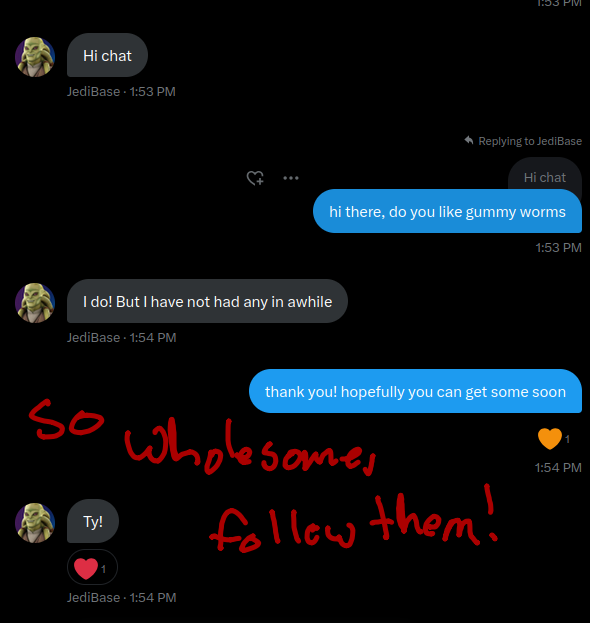 1:53 PM
Hi chat
JediBase · 1:53 PM
Replying to JediBase
Hi chat
hi there, do you like gummy worms
1:53 PM
I do! But I have not had any in awhile
JediBase · 1:54 PM
thank you! hopefully you can get some soon
1
1:54 PM
so wholesome,
follow them!
Ty!
1
JediBase · 1:54 PM